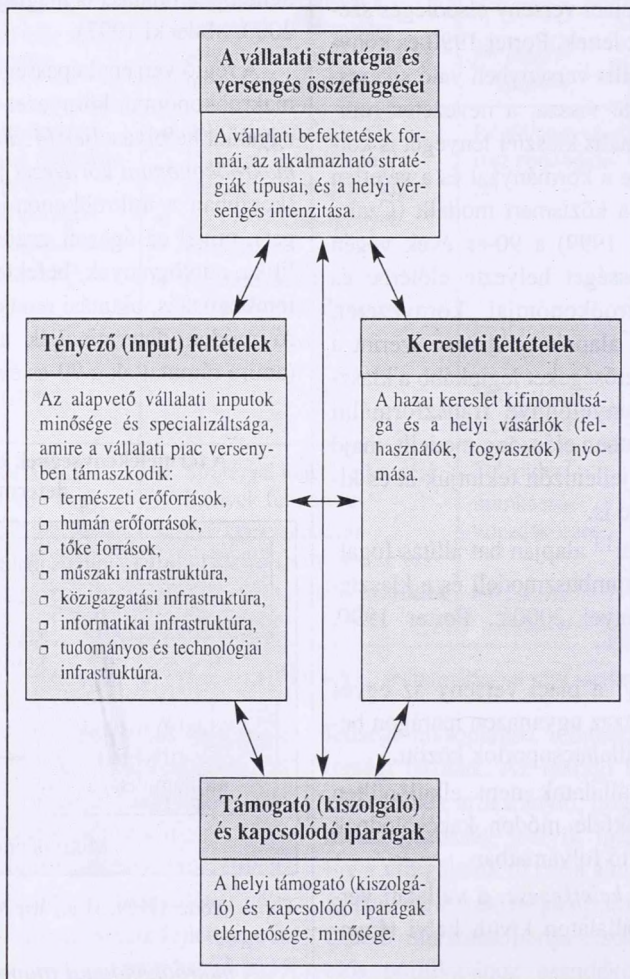 A vállalati stratégia és
versengés összefüggései
A vállalati befektetések for-
mái, az alkalmazható straté-
giák típusai, és a helyi ver-
sengés intenzitása.
Tényező (input) feltételek
Az alapvető vállalati inputok
minősége és specializáltsága,
amire a vállalati piac verseny-
ben támaszkodik:
❒ természeti erőforrások,
❒ humán erőforrások,
❒ tőke források,
❒ műszaki infrastruktúra,
❒ közigazgatási infrastruktúra,
❒ informatikai infrastruktúra,
❒ tudományos és technológiai
infrastruktúra.
Keresleti feltételek
A hazai kereslet kifinomultsá-
ga és a helyi vásárlók (fel-
használók, fogyasztók) nyo-
mása.
Támogató (kiszolgáló)
és kapcsolódó iparágak
A helyi támogató (kiszolgá-
ló) és kapcsolódó iparágak
elérhetősége, minősége.